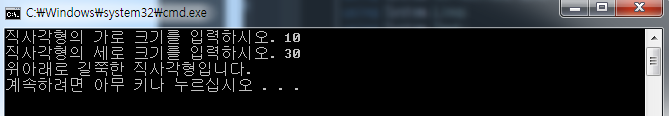 C:\Windows\system32\cmd.exe
직사각형의 가로 크기를 입력하시오. 10
직사각형의 세로 크기를 입력하시오. 30
위아래로 길쭉한 직사각형입니다.
계속하려면 아무 키나 누르십시오 . . .